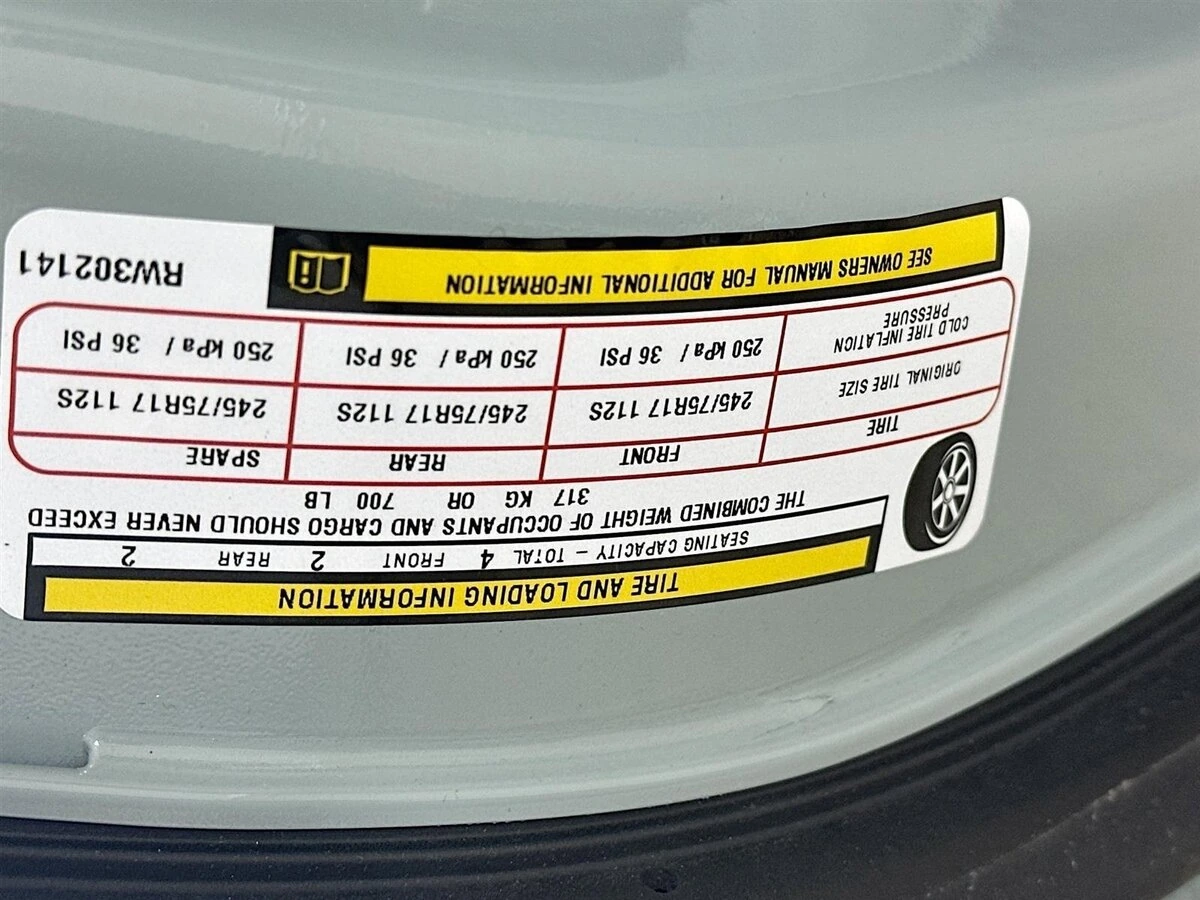 TIRE AND LOADING INFORMATION
SEATING CAPACITY – TOTAL 4 FRONT 2 REAR 2
THE COMBINED WEIGHT OF OCCUPANTS AND CARGO SHOULD NEVER EXCEED
317 KG OR 700 LB
TIRE FRONT REAR SPARE
ORIGINAL TIRE SIZE 245/75R17 112S 245/75R17 112S 245/75R17 112S
COLD TIRE INFLATION
PRESSURE 250 kPa / 36 PSI 250 kPa / 36 PSI 250 kPa / 36 PSI
SEE OWNERS MANUAL FOR ADDITIONAL INFORMATION RW302141